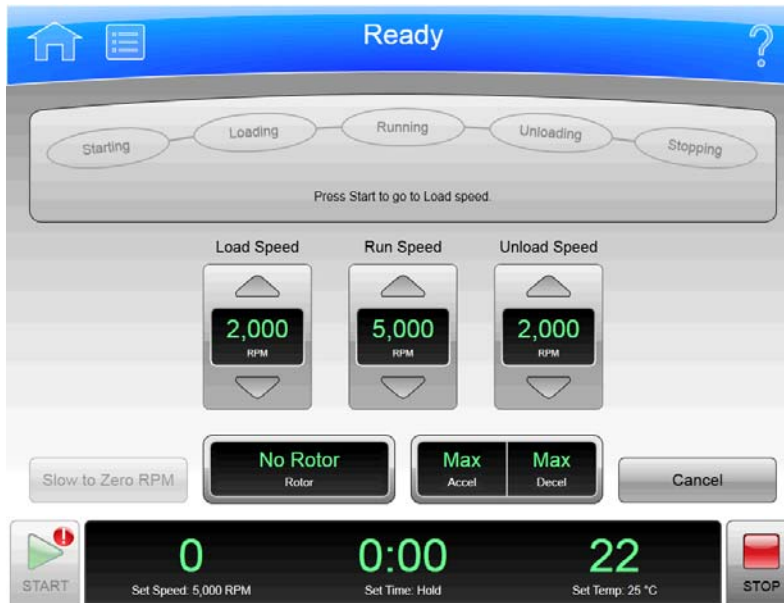 Ready
Starting
Loading
Running
Unloading
Stopping
Press Start to go to Load speed.
Load Speed Run Speed Unload Speed
2,000 5,000 2,000
RPM RPM RPM
Slow to Zero RPM
No Rotor
Rotor
Max Max
Accel Decel
Cancel
START
0 0:00 22
Set Speed: 5,000 RPM Set Time: Hold Set Temp: 25 °C
STOP